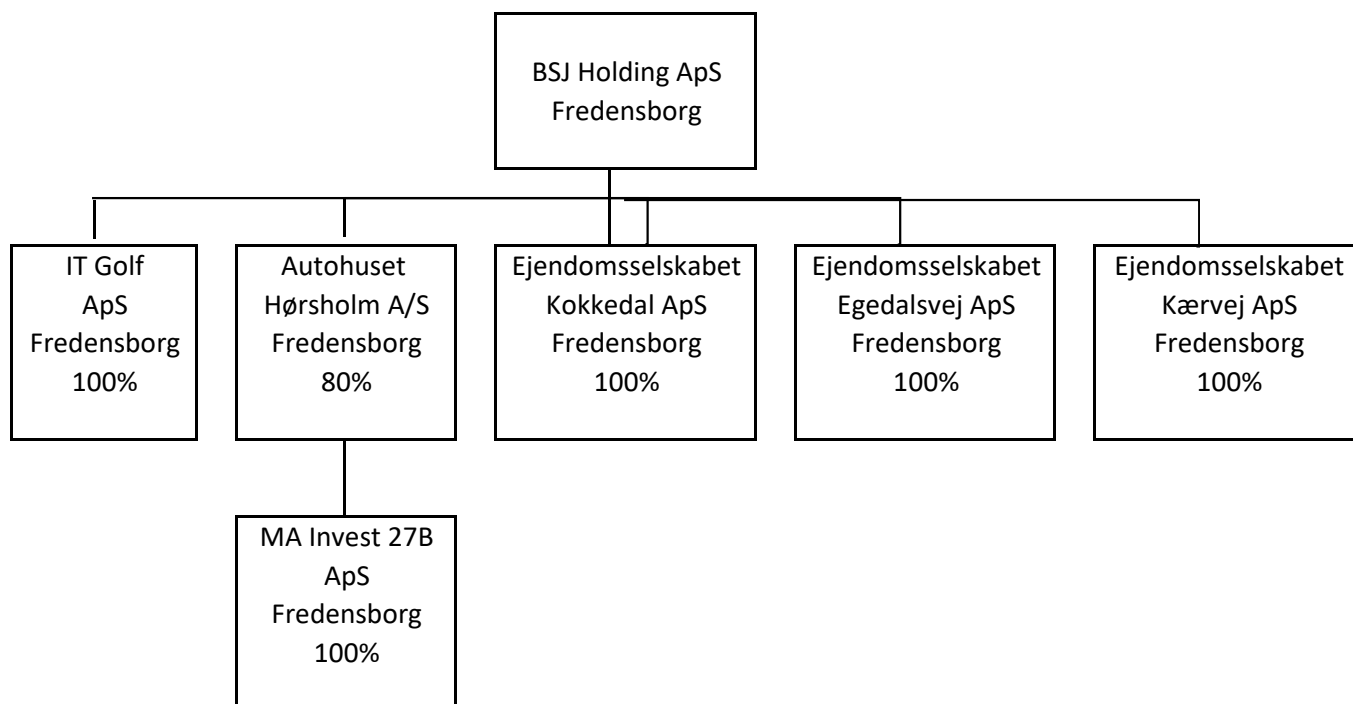 BSJ Holding ApS
Fredensborg
IT Golf
ApS
Fredensborg
100%
Autohuset
Hørsholm A/S
Fredensborg
80%
Ejendomsselskabet
Kokkedal ApS
Fredensborg
100%
Ejendomsselskabet
Egedalsvej ApS
Fredensborg
100%
Ejendomsselskabet
Kærvej ApS
Fredensborg
100%
MA Invest 27B
ApS
Fredensborg
100%